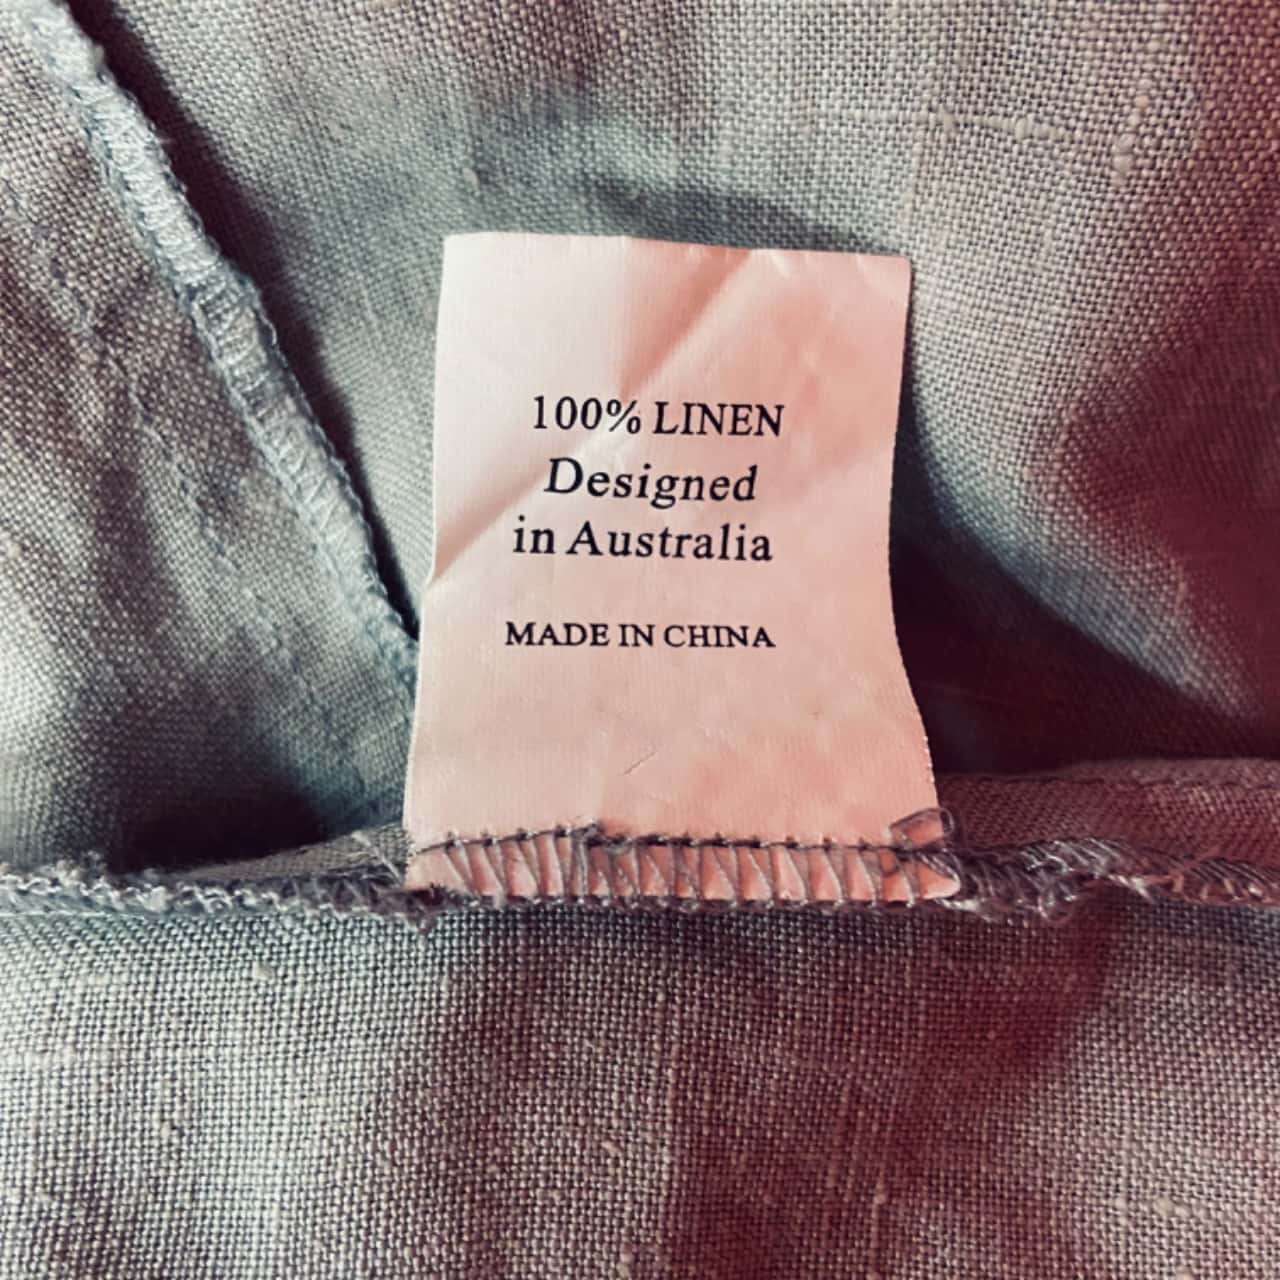 100% LINEN
Designed
in Australia
MADE IN CHINA